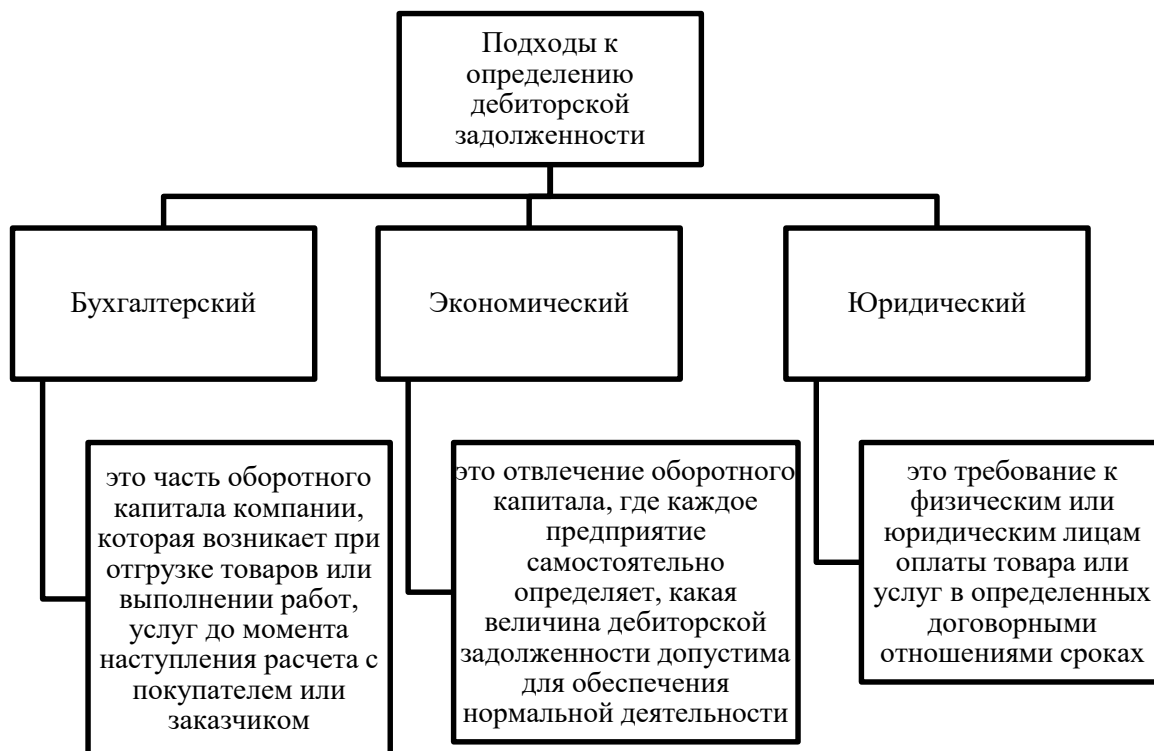 Подходы к
определению
дебиторской
задолженности
Бухгалтерский
Экономический
Юридический
это часть оборотного
капитала компании,
которая возникает при
отгрузке товаров или
выполнении работ,
услуг до момента
наступления расчета с
покупателем или
заказчиком
это отвлечение оборотного
капитала, где каждое
предприятие
самостоятельно
определяет, какая
величина дебиторской
задолженности допустима
для обеспечения
нормальной деятельности
это требование к
физическим или
юридическим лицам
оплаты товара или
услуг в определенных
договорными
отношениями сроках